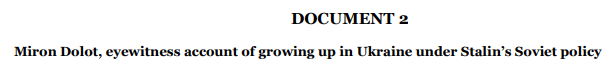 DOCUMENT 2
Miron Dolot, eyewitness account of growing up in Ukraine under Stalin's Soviet policy